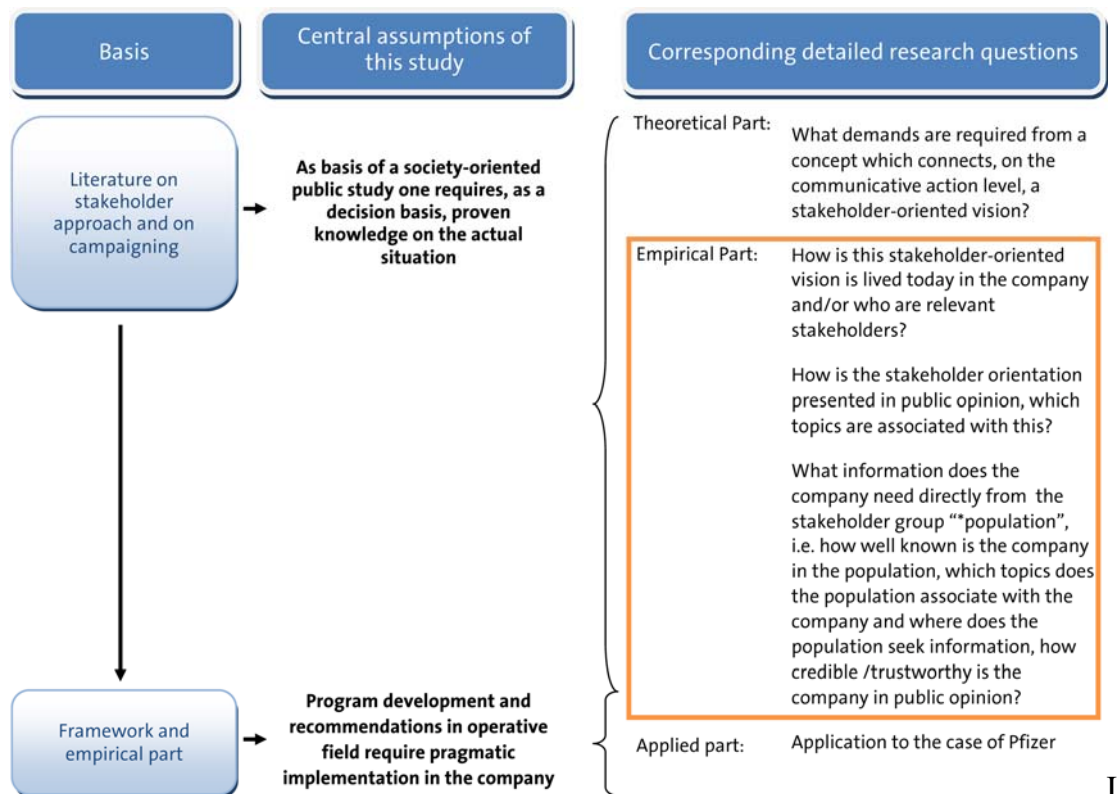 Basis
Central assumptions of
this study
Corresponding detailed research questions
Literature on
stakeholder
approach and on
campaigning
As basis of a society-oriented
public study one requires, as a
decision basis, proven
knowledge on the actual
situation
Theoretical Part:
What demands are required from a
concept which connects, on the
communicative action level, a
stakeholder-oriented vision?
Empirical Part:
How is this stakeholder-oriented
vision is lived today in the company
and/or who are relevant
stakeholders?
How is the stakeholder orientation
presented in public opinion, which
topics are associated with this?
What information does the
company need directly from the
stakeholder group "*population",
i.e. how well known is the company
in the population, which topics does
the population associate with the
company and where does the
population seek information, how
credible /trustworthy is the
company in public opinion?
Framework and
empirical part
Program development and
recommendations in operative
field require pragmatic
implementation in the company
Applied part:
Application to the case of Pfizer